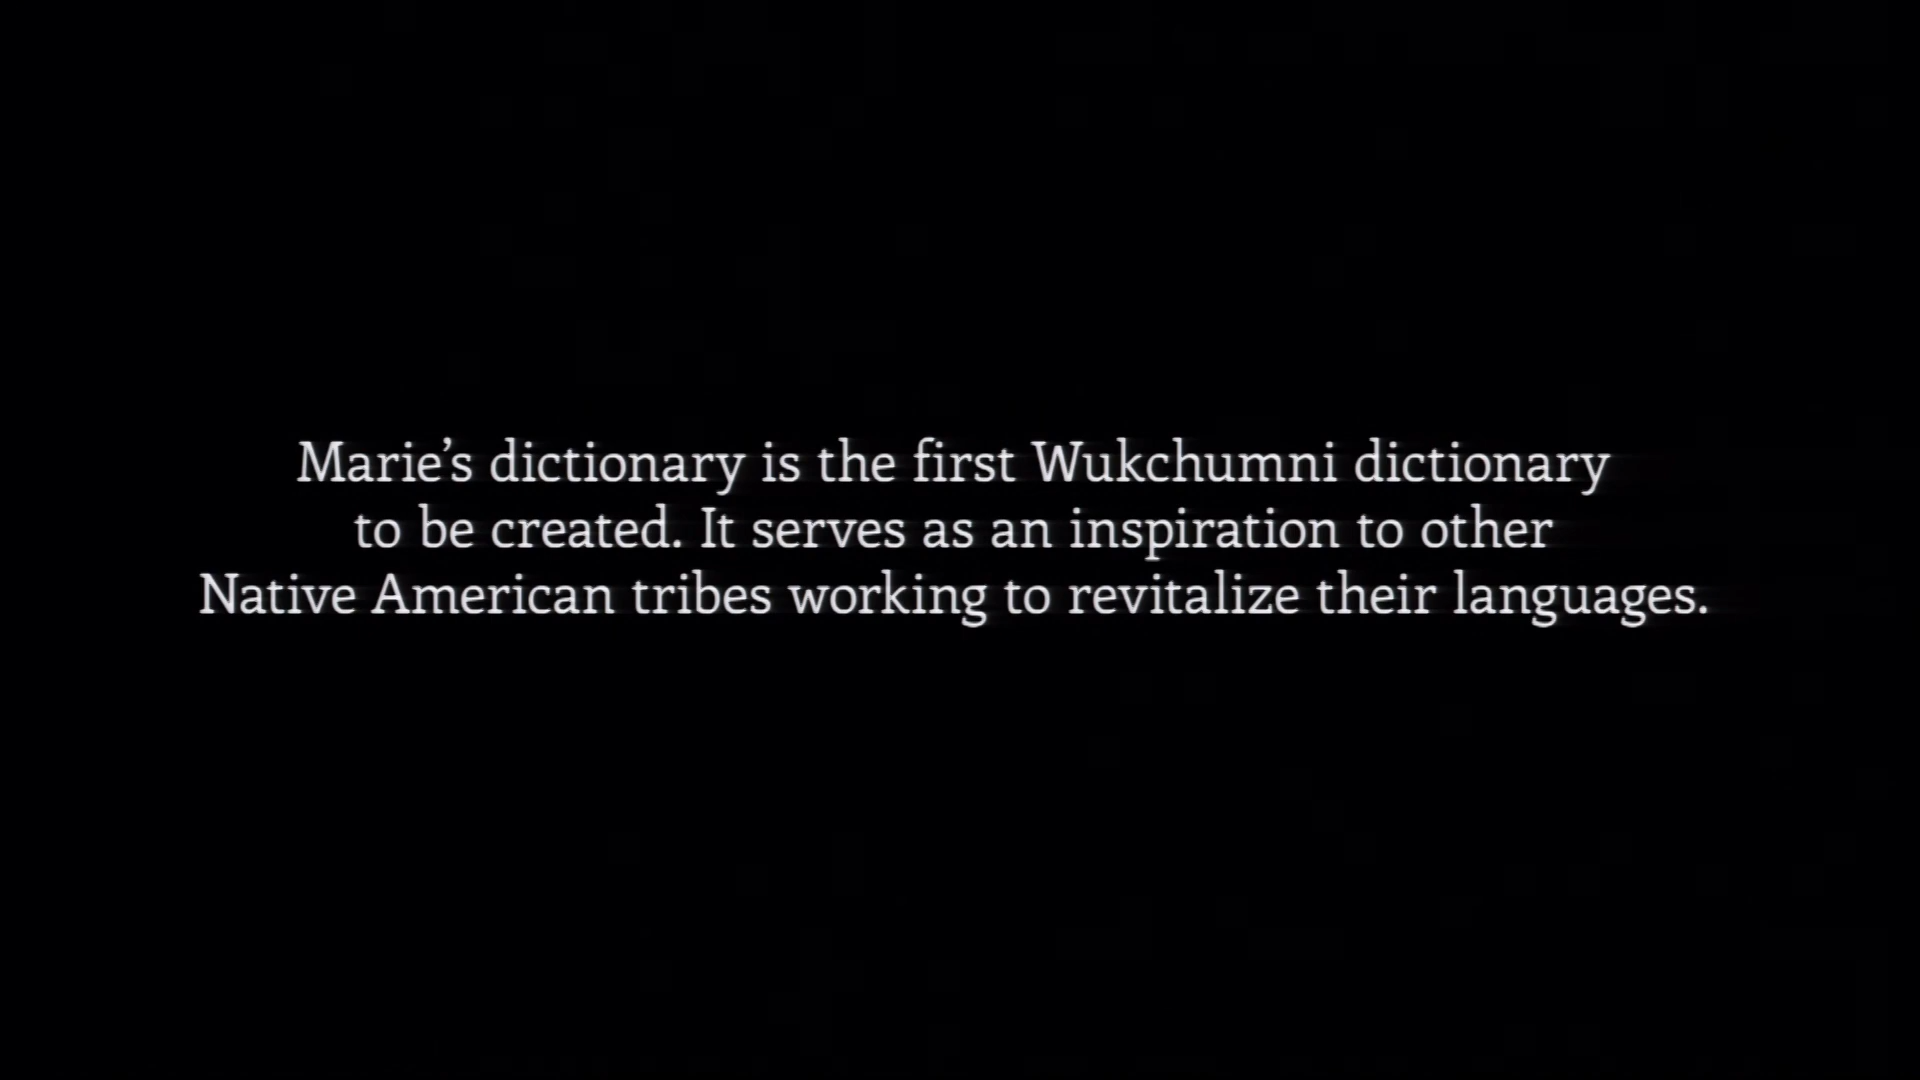 Marie’s dictionary is the first Wukchumni dictionary
to be created. It serves as an inspiration to other
Native American tribes working to revitalize their languages.